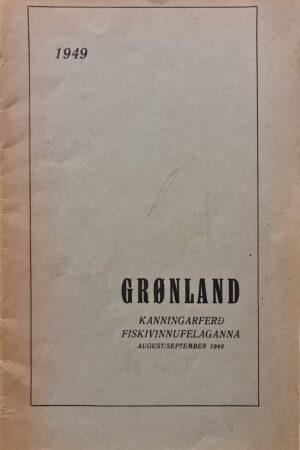 1949
GRØNLAND
KANNINGARFERÐ
FISKIVINNUFELAGANNA
AUGUST/SEPTEMBER 1949